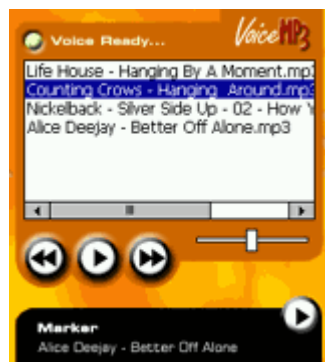 Voice Ready...
VoiceMP3
Life House - Hanging By A Moment.mp3
Counting Crows - Hanging Around.mp3
Nickelback - Silver Side Up - 02 - How Y
Alice Deejay - Better Off Alone.mp3
Marker
Alice Deejay - Better Off Alone